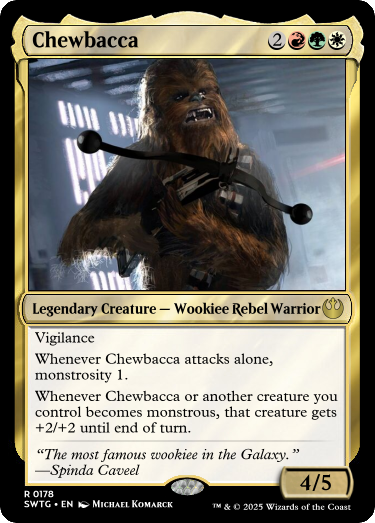 Chewbacca 2
Legendary Creature — Wookiee Rebel Warrior
Vigilance
Whenever Chewbacca attacks alone,
monstrosity 1.
Whenever Chewbacca or another creature you
control becomes monstrous, that creature gets
+2/+2 until end of turn.
“The most famous wookiee in the Galaxy.”
—Spinda Caveel
4/5
R 0178
SWTG • EN Michael Komarck
™ & © 2025 Wizards of the Coast